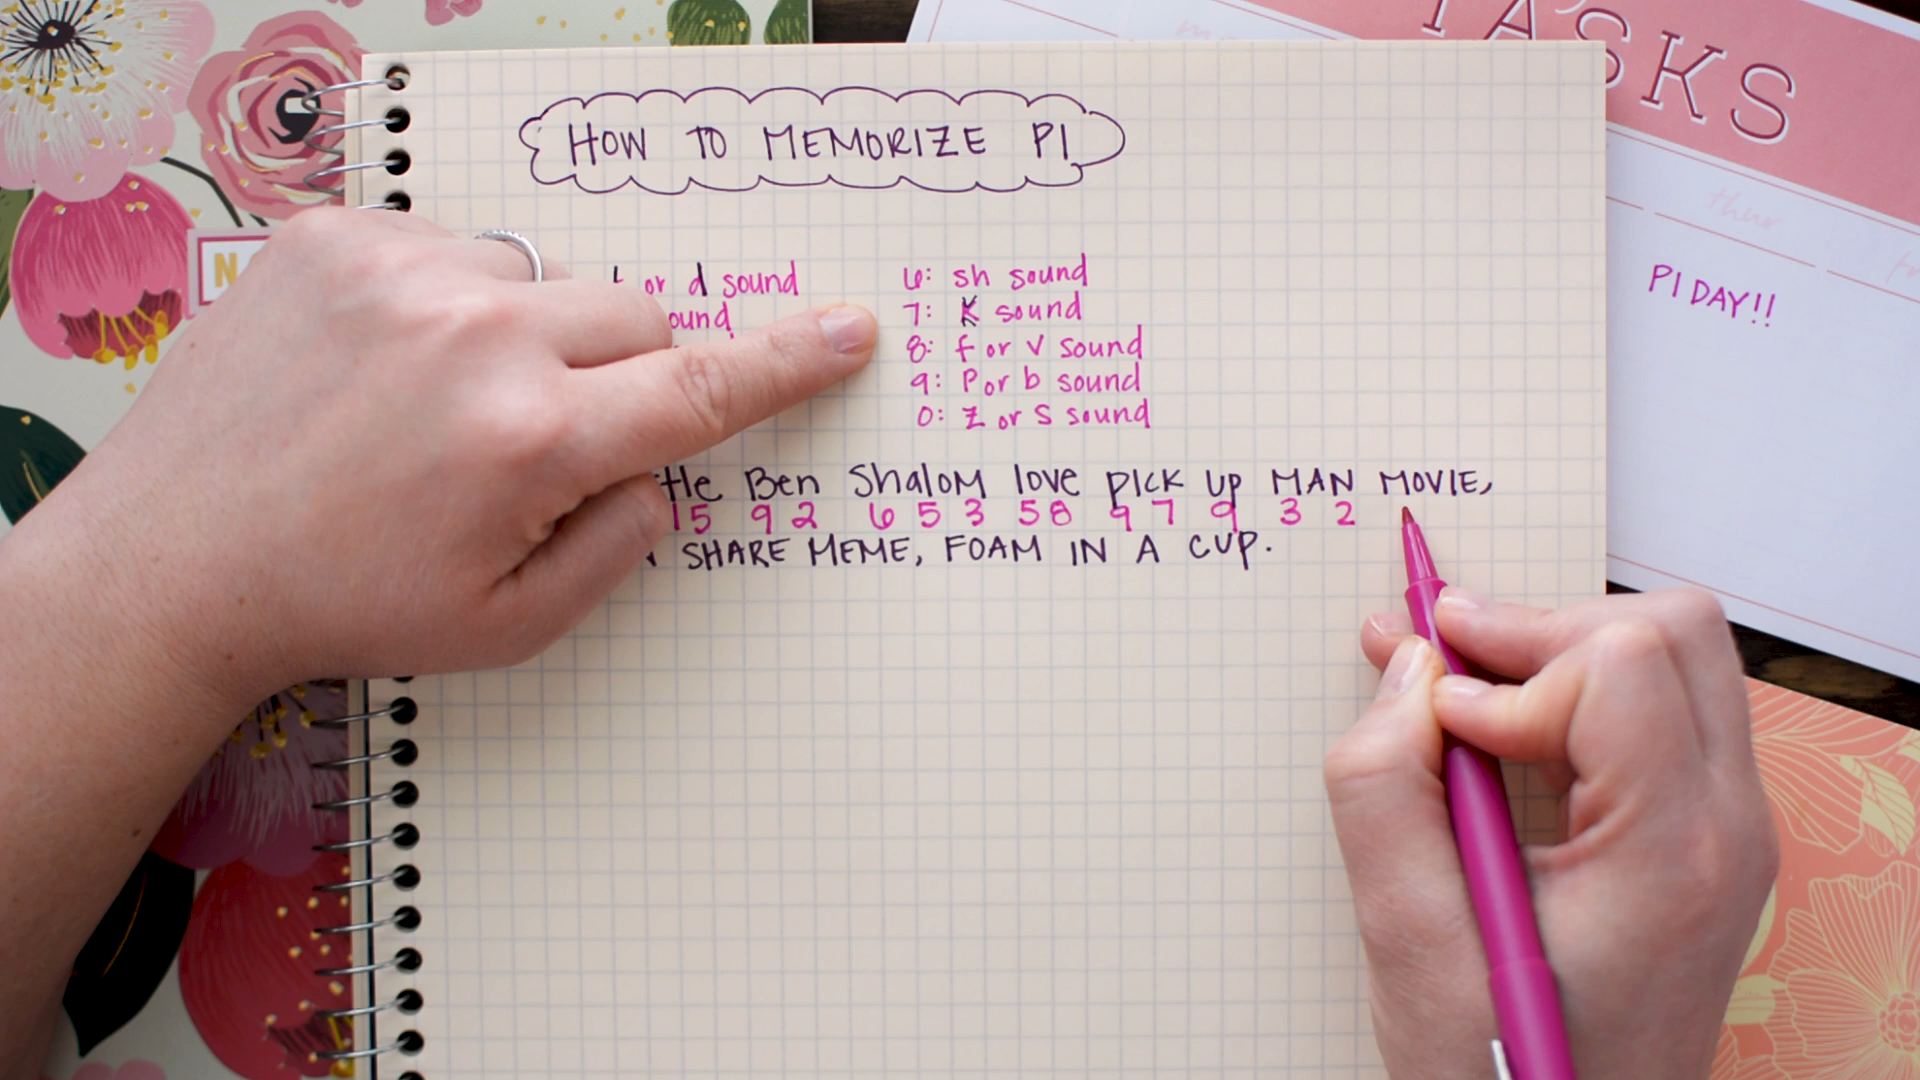 TASKS
HOW TO MEMORIZE PI
thur
PI DAY!!
or d sound
6: sh sound
7: K sound
8: f or v sound
9: P or b sound
0: Z or S sound
Ben Shalom love pick up MAN MOVIE,
15 9 2 6 5 3 5 8 9 7 9 3 2
SHARE MEME, FOAM IN A CUP.